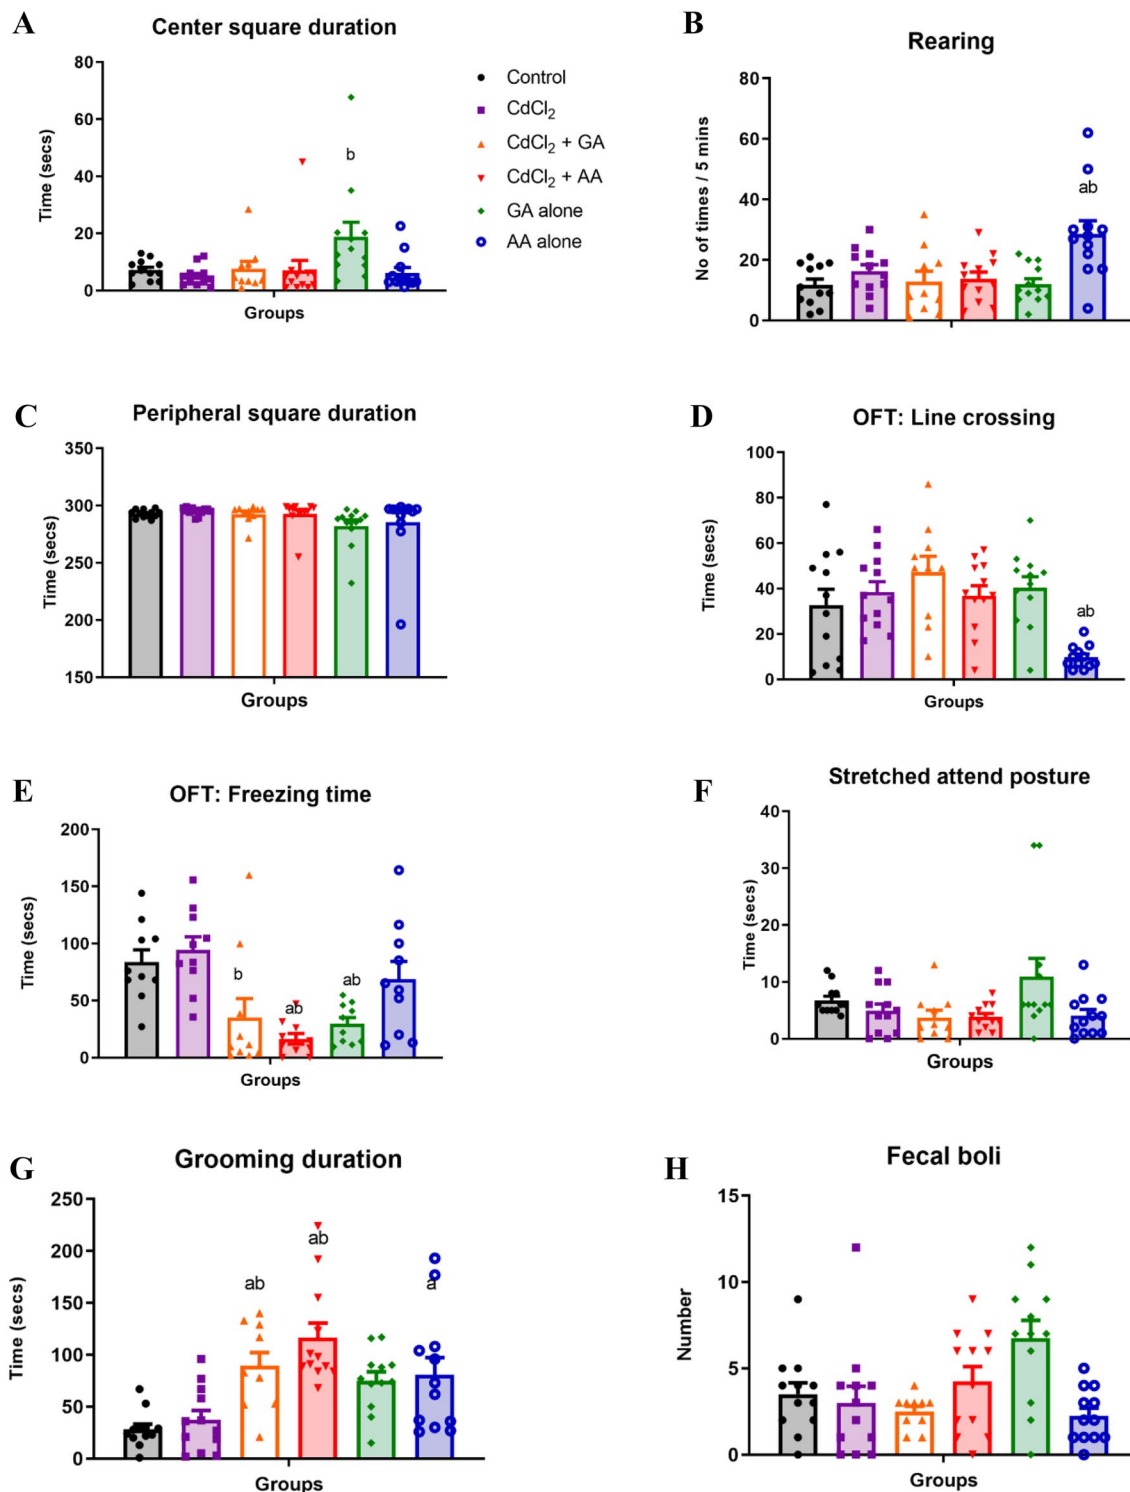 A
Center square duration
Time (secs)
80
60
40
20
0
b
Groups
Control
CdCl2
CdCl2 + GA
CdCl2 + AA
GA alone
AA alone
B
Rearing
No of times / 5 mins
80
60
40
20
0
ab
C
Peripheral square duration
Time (secs)
350
300
250
200
150
Groups
D
OFT: Line crossing
Time (secs)
100
80
60
40
20
0
ab
Groups
E
OFT: Freezing time
Time (secs)
200
150
100
50
0
b
ab
ab
Groups
F
Stretched attend posture
Time (secs)
40
30
20
10
0
Groups
G
Grooming duration
Time (secs)
250
200
150
100
50
0
ab
ab
a
Groups
H
Fecal boli
Number
15
10
5
0
Groups